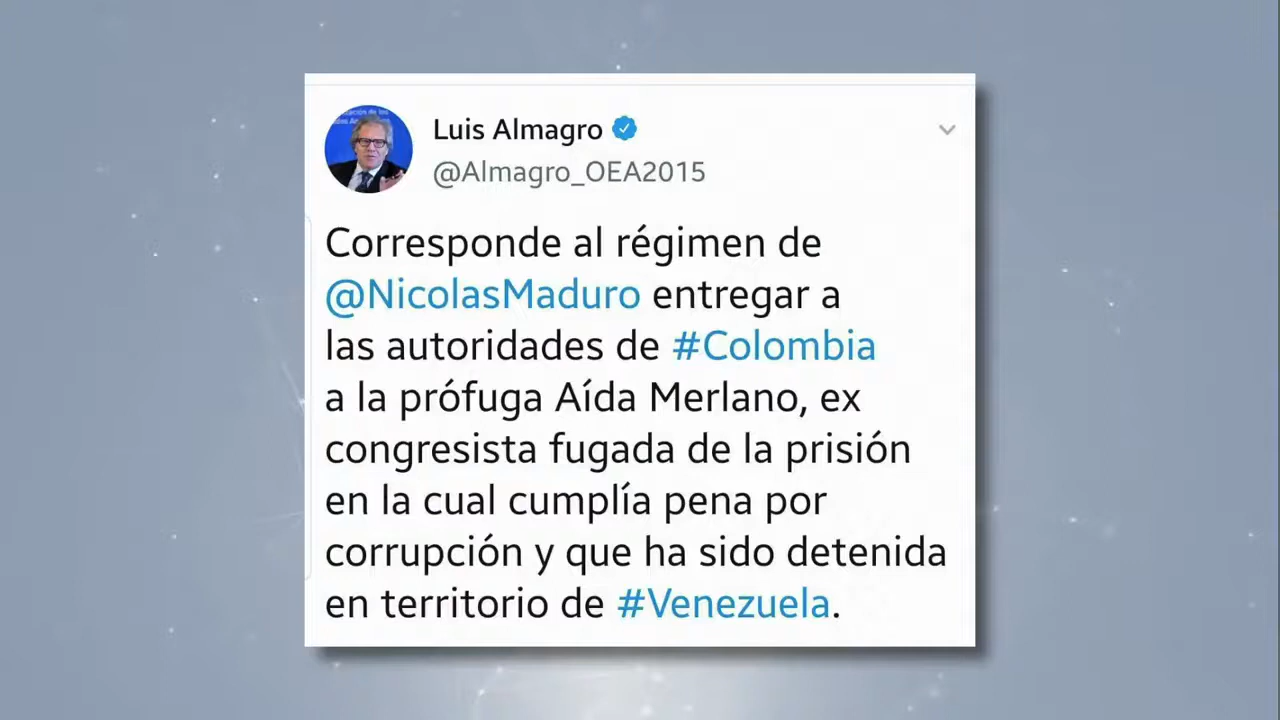 Luis Almagro
@Almagro_OEA2015
Corresponde al régimen de
@NicolasMaduro entregar a
las autoridades de #Colombia
a la prófuga Aída Merlano, ex
congresista fugada de la prisión
en la cual cumplía pena por
corrupción y que ha sido detenida
en territorio de #Venezuela.